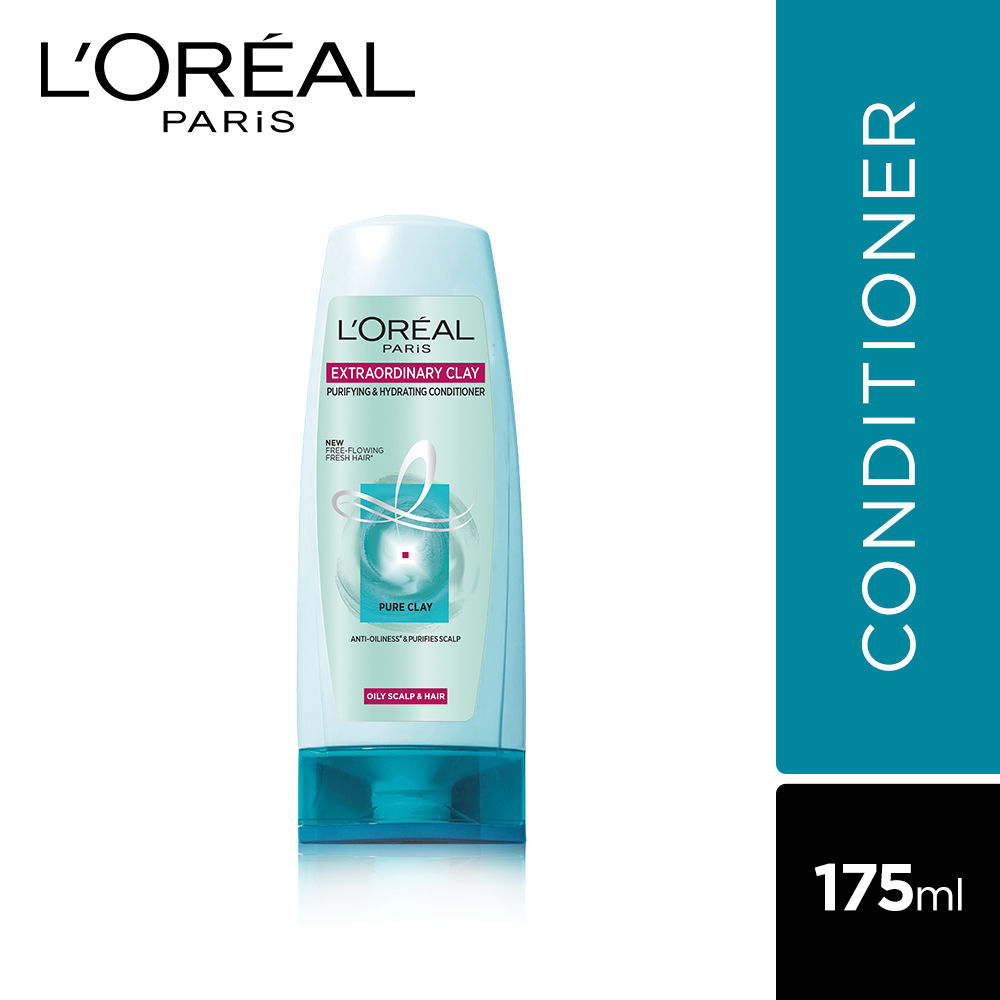 L'ORÉAL
PARiS
L'ORÉAL
PARiS
EXTRAORDINARY CLAY
PURIFYING & HYDRATING CONDITIONER
NEW
FREE-FLOWING
FRESH HAIR*
PURE CLAY
ANTI-OILINESS* & PURIFIES SCALP
OILY SCALP & HAIR
CONDITIONER
175ml